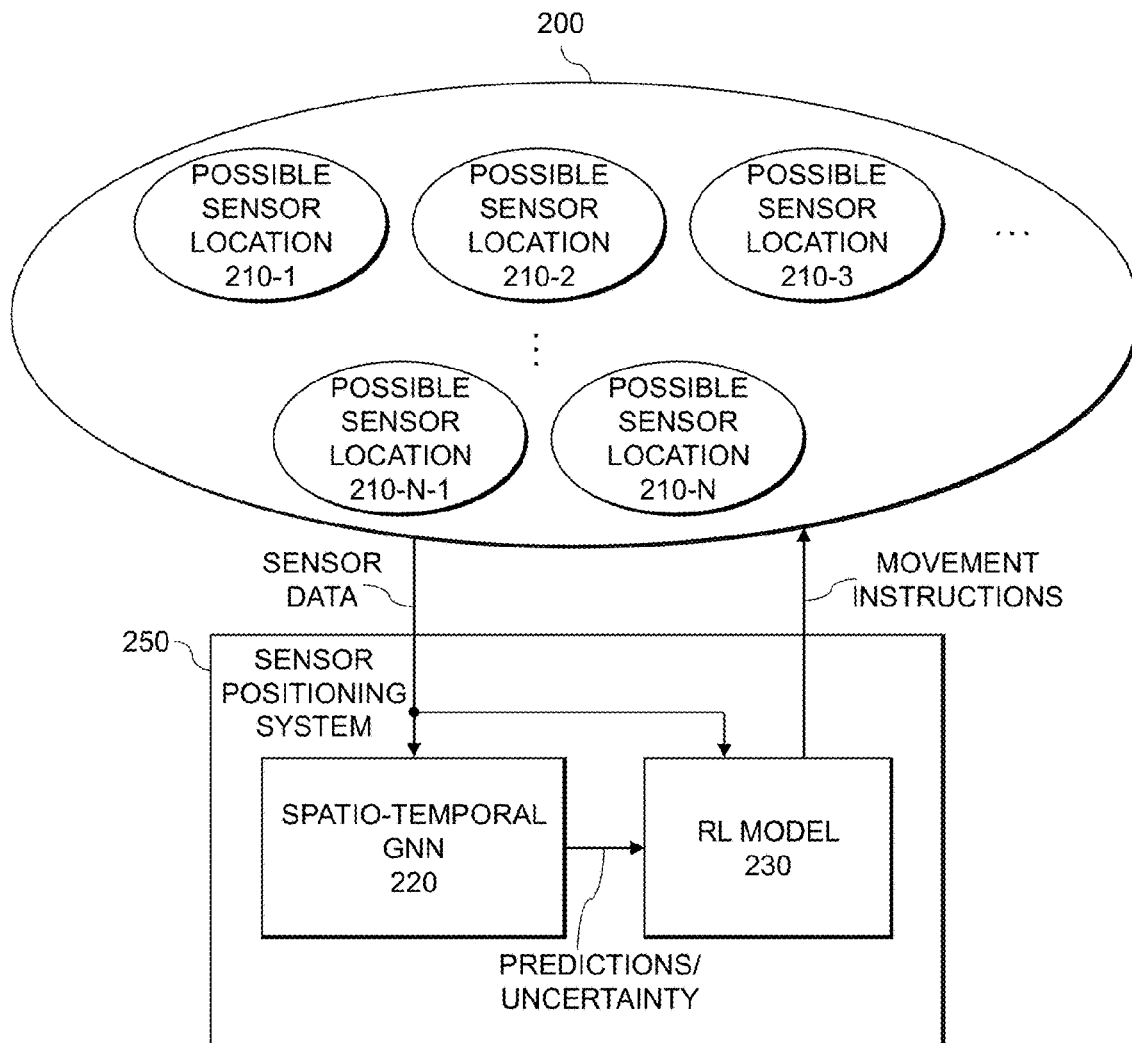 200
POSSIBLE
SENSOR
LOCATION
210-1
POSSIBLE
SENSOR
LOCATION
210-2
POSSIBLE
SENSOR
LOCATION
210-3
...
...
POSSIBLE
SENSOR
LOCATION
210-N-1
POSSIBLE
SENSOR
LOCATION
210-N
SENSOR
DATA
MOVEMENT
INSTRUCTIONS
250
SENSOR
POSITIONING
SYSTEM
SPATIO-TEMPORAL
GNN
220
RL MODEL
230
PREDICTIONS/
UNCERTAINTY